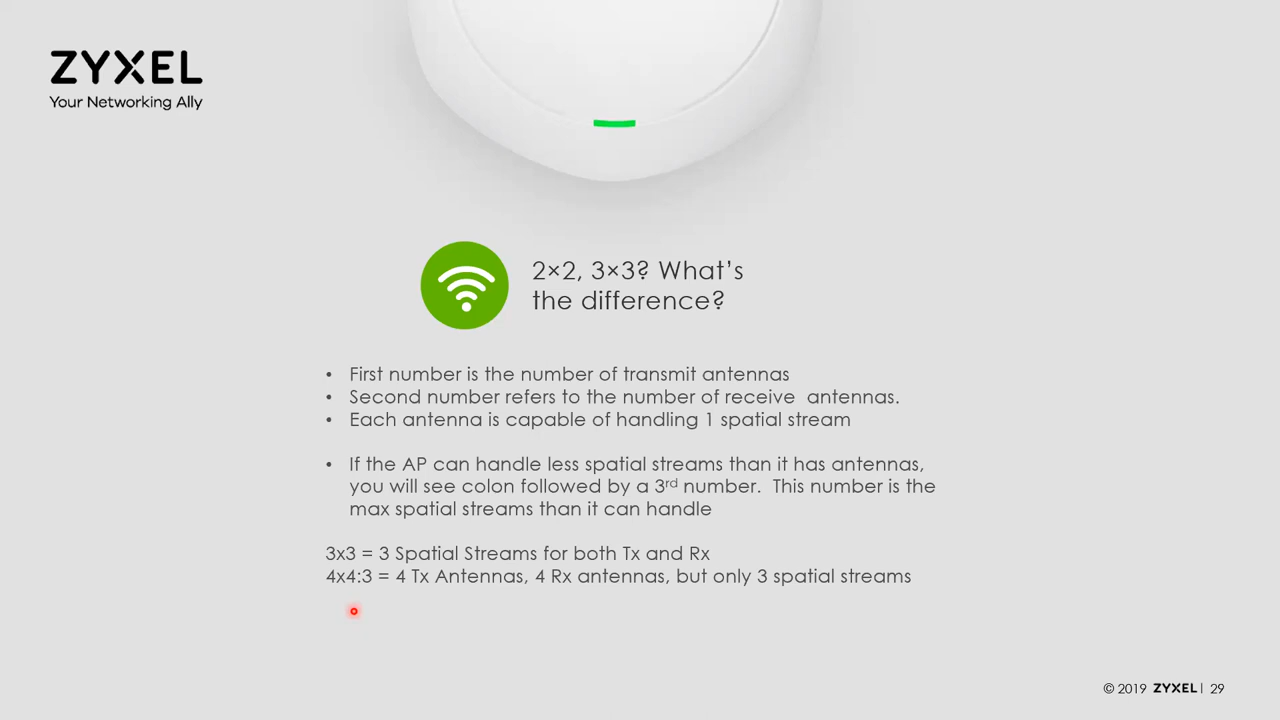 ZYXEL
Your Networking Ally
2×2, 3×3? What's
the difference?
• First number is the number of transmit antennas
• Second number refers to the number of receive  antennas.
• Each antenna is capable of handling 1 spatial stream
• If the AP can handle less spatial streams than it has antennas,
you will see colon followed by a 3rd number.  This number is the
max spatial streams than it can handle
3x3 = 3 Spatial Streams for both Tx and Rx
4x4:3 = 4 Tx Antennas, 4 Rx antennas, but only 3 spatial streams
© 2019 ZYXEL | 29